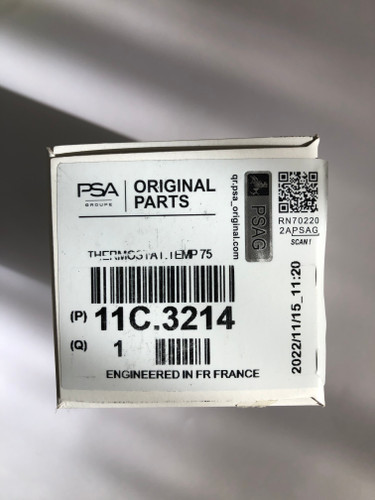 PSA
GROUPE
ORIGINAL
PARTS
qr.psa_original.com
PSAG
RN70220
2APSAG
SCAN!
THERMOSTAT.TEMP 75
(P) 11C.3214
(Q) 1
2022/11/15_11:20
ENGINEERED IN FR FRANCE